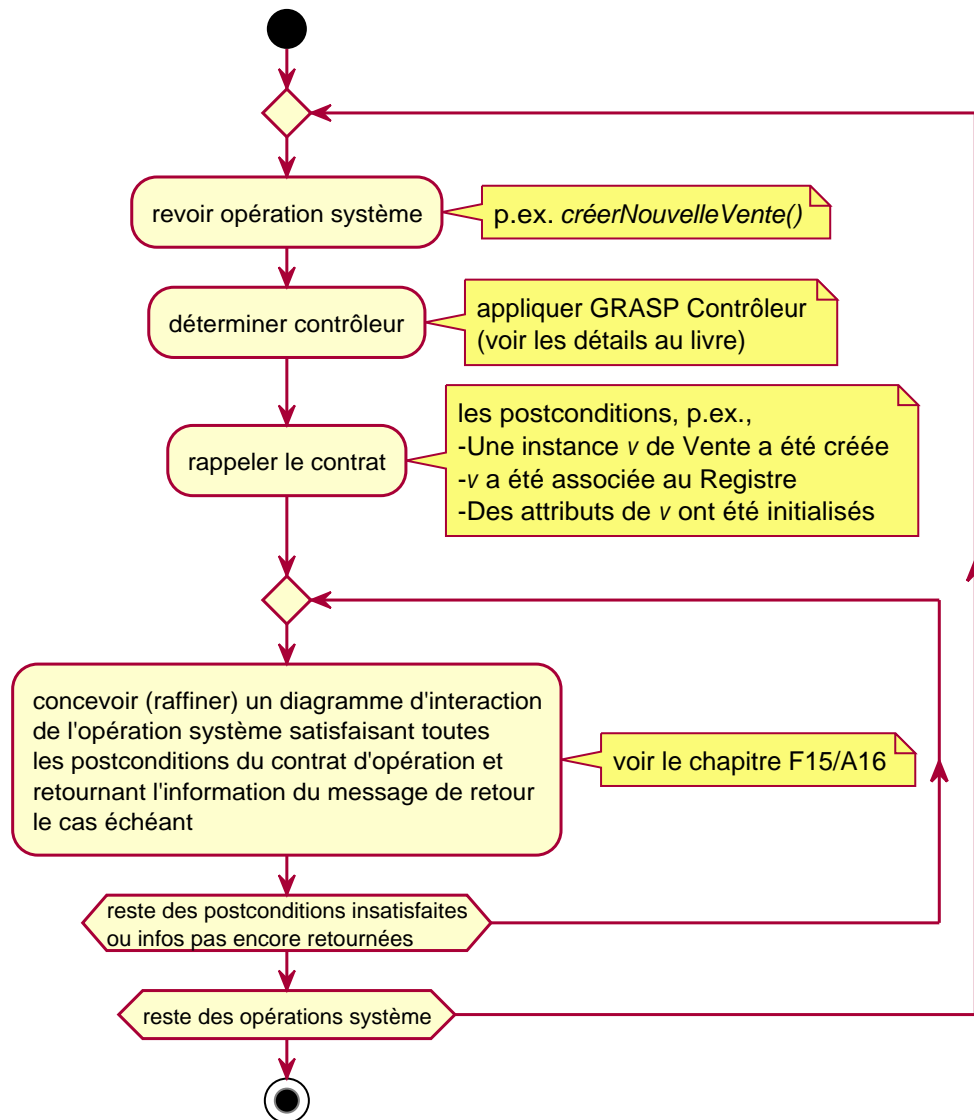 revoir opération système
p.ex. créerNouvelleVente()
déterminer contrôleur
appliquer GRASP Contrôleur
(voir les détails au livre)
rappeler le contrat
les postconditions, p.ex.,
-Une instance v de Vente a été créée
-v a été associée au Registre
-Des attributs de v ont été initialisés
concevoir (raffiner) un diagramme d'interaction
de l'opération système satisfaisant toutes
les postconditions du contrat d'opération et
retournant l'information du message de retour
le cas échéant
voir le chapitre F15/A16
reste des postconditions insatisfaites
ou infos pas encore retournées
reste des opérations système